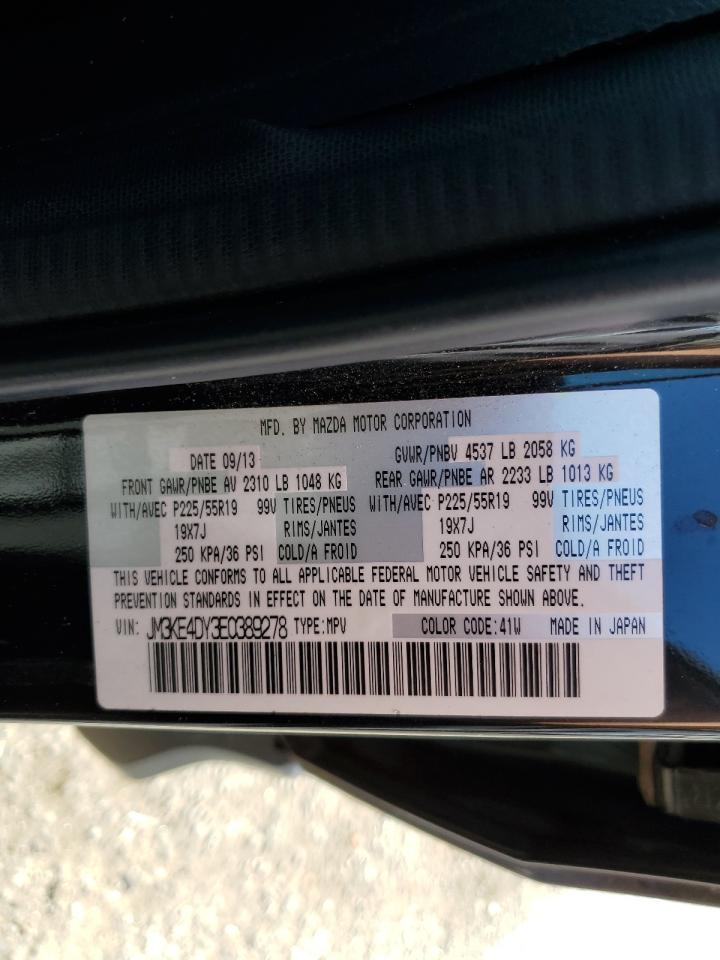 MFD. BY MAZDA MOTOR CORPORATION
DATE 09/13 GVWR/PNBV 4537 LB 2058 KG
FRONT GAWR/PNBE AV 2310 LB 1048 KG REAR GAWR/PNBE AR 2233 LB 1013 KG
WITH/AVEC P225/55R19 99V TIRES/PNEUS WITH/AVEC P225/55R19 99V TIRES/PNEUS
19X7J RIMS/JANTES 19X7J RIMS/JANTES
250 KPA/36 PSI COLD/A FROID 250 KPA/36 PSI COLD/A FROID
THIS VEHICLE CONFORMS TO ALL APPLICABLE FEDERAL MOTOR VEHICLE SAFETY AND THEFT
PREVENTION STANDARDS IN EFFECT ON THE DATE OF MANUFACTURE SHOWN ABOVE.
VIN: JM3KE4DY3E0389278 TYPE:MPV COLOR CODE:41W MADE IN JAPAN